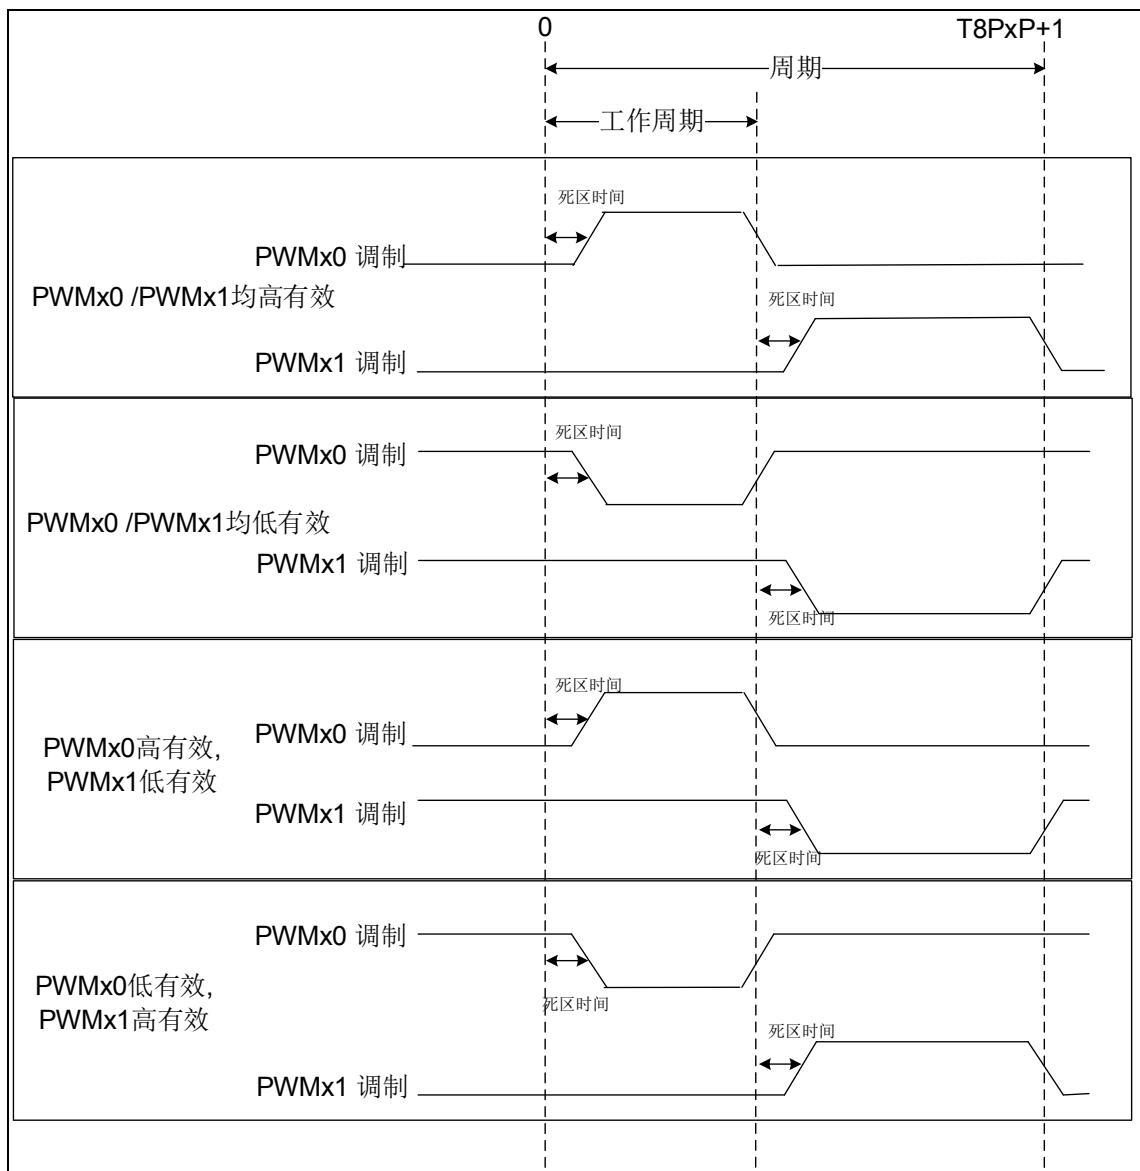 0
T8PxP+1
周期
工作周期
死区时间
PWMx0 调制
PWMx0 /PWMx1均高有效
死区时间
PWMx1 调制
死区时间
PWMx0 调制
PWMx0 /PWMx1均低有效
PWMx1 调制
死区时间
死区时间
PWMx0 调制
PWMx0高有效,
PWMx1低有效
PWMx1 调制
死区时间
PWMx0 调制
PWMx0低有效,
PWMx1高有效
死区时间
死区时间
PWMx1 调制